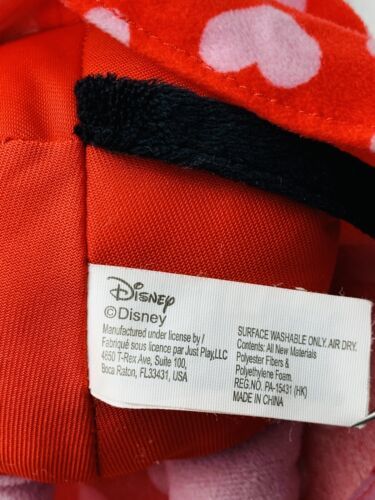 Disney
©Disney
Manufactured under license by /
Fabriqué sous licence par Just Play,LLC
4850 T-Rex Ave, Suite 100,
Boca Raton, FL33431, USA
SURFACE WASHABLE ONLY. AIR DRY.
Contents: All New Materials
Polyester Fibers &
Polyethylene Foam.
REG.NO. PA-15431 (HK)
MADE IN CHINA